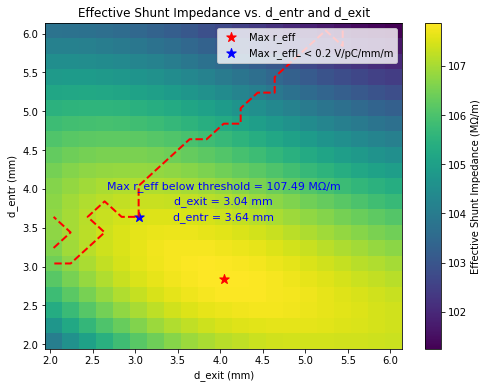 Effective Shunt Impedance vs. d_entr and d_exit
Max r_eff
Max r_effL < 0.2 V/pC/mm/m
6.0
5.5
5.0
4.5
4.0
3.5
3.0
2.5
2.0
d_entr (mm)
Max r_eff below threshold = 107.49 MΩ/m
d_exit = 3.04 mm
d_entr = 3.64 mm
2.0 2.5 3.0 3.5 4.0 4.5 5.0 5.5 6.0
d_exit (mm)
107
106
105
104
103
102
Effective Shunt Impedance (MΩ/m)